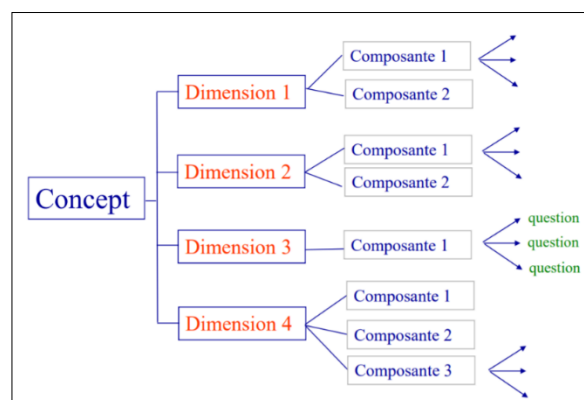 Concept
Dimension 1
Composante 1
Composante 2
Dimension 2
Composante 1
Composante 2
Dimension 3
Composante 1
question
question
question
Dimension 4
Composante 1
Composante 2
Composante 3